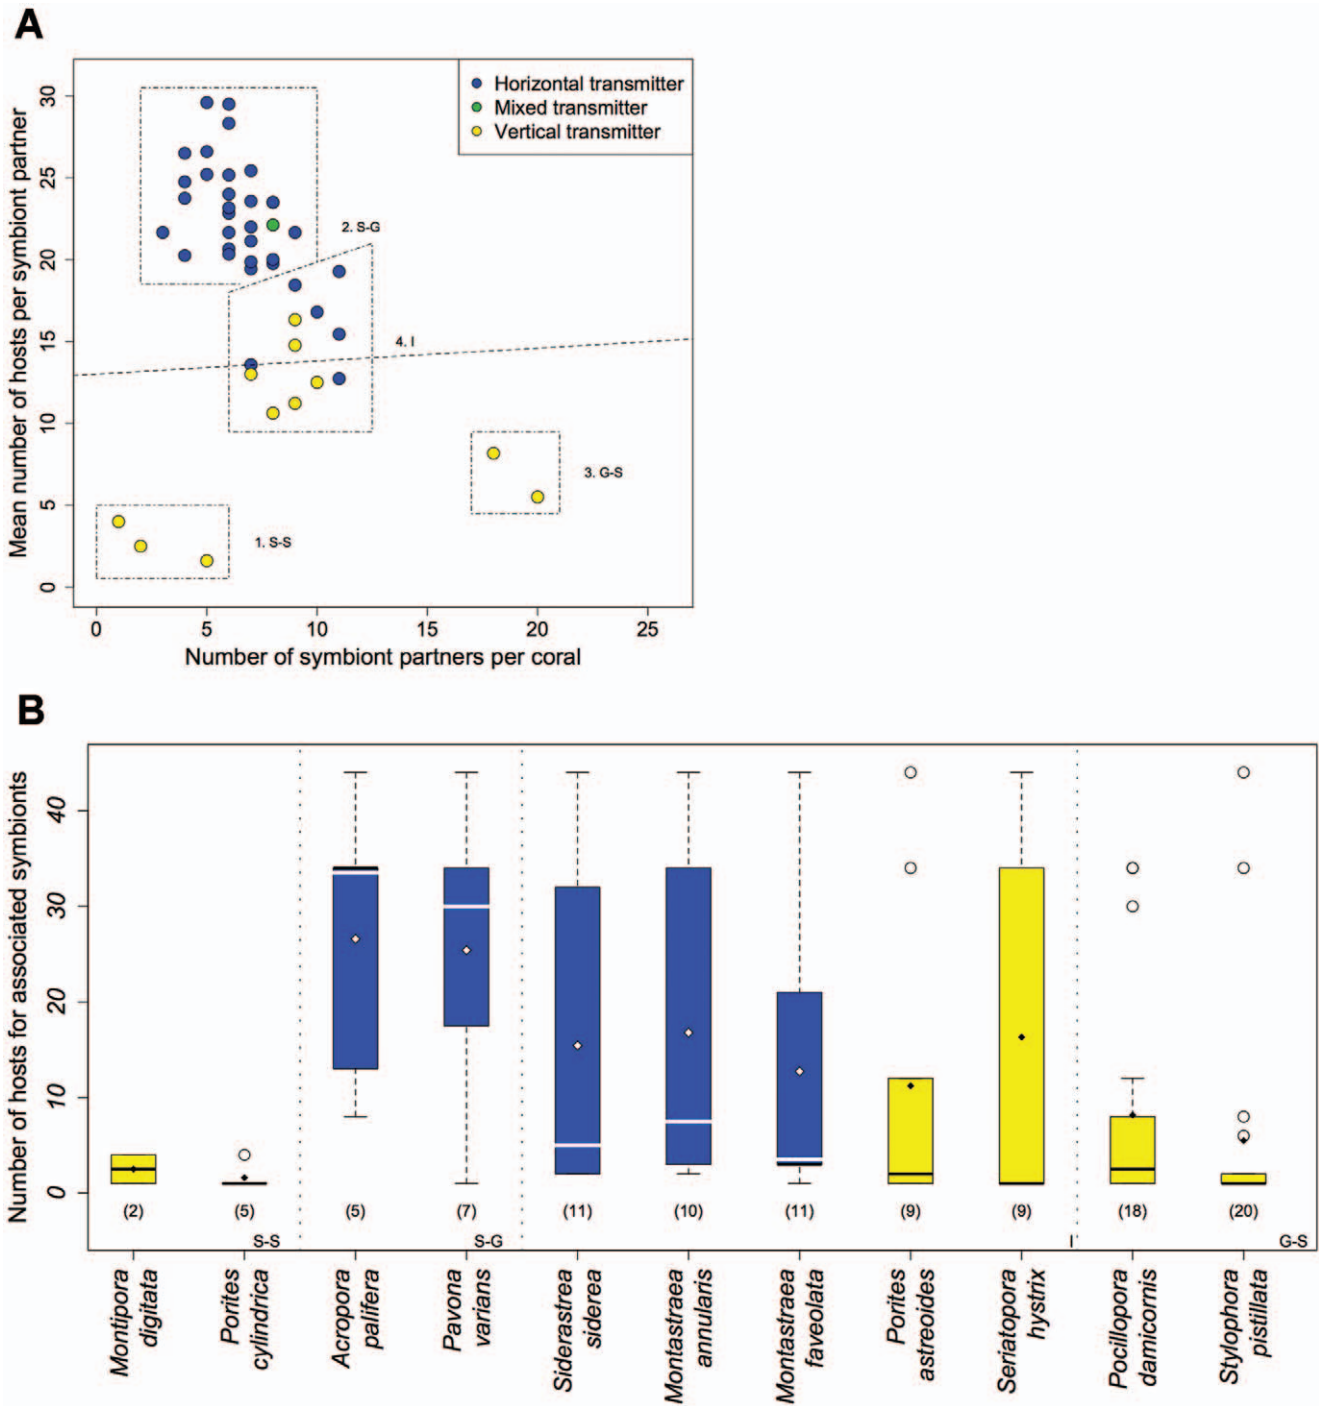 A
Mean number of hosts per symbiont partner
30
25
20
15
10
5
0
Horizontal transmitter
Mixed transmitter
Vertical transmitter
2. S-G
4. I
3. G-S
1. S-S
0 5 10 15 20 25
Number of symbiont partners per coral
B
Number of hosts for associated symbionts
40
30
20
10
0
(2) (5) (5) (7) (11) (10) (11) (9) (9) (18) (20)
S-S S-G I G-S
Montipora
digitata
Porites
cylindrica
Acropora
palifera
Pavona
varians
Siderastrea
siderea
Montastraea
annularis
Montastraea
faveolata
Porites
astreoides
Seriatopora
hystrix
Pocillopora
damicornis
Stylophora
pistillata